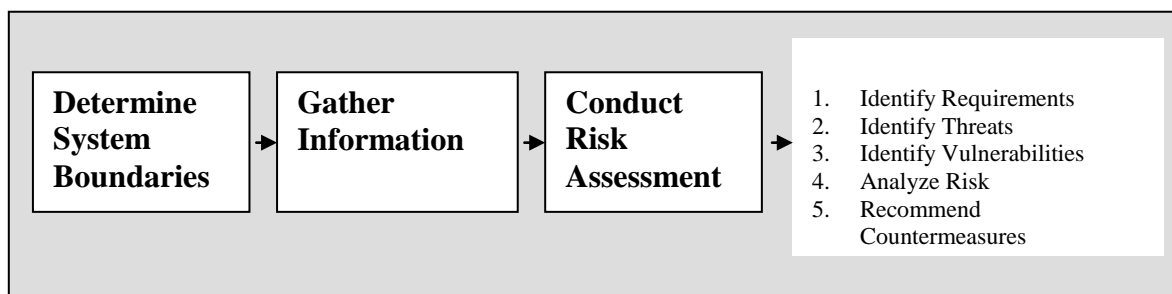 Determine
System
Boundaries
Gather
Information
Conduct
Risk
Assessment
1. Identify Requirements
2. Identify Threats
3. Identify Vulnerabilities
4. Analyze Risk
5. Recommend
Countermeasures